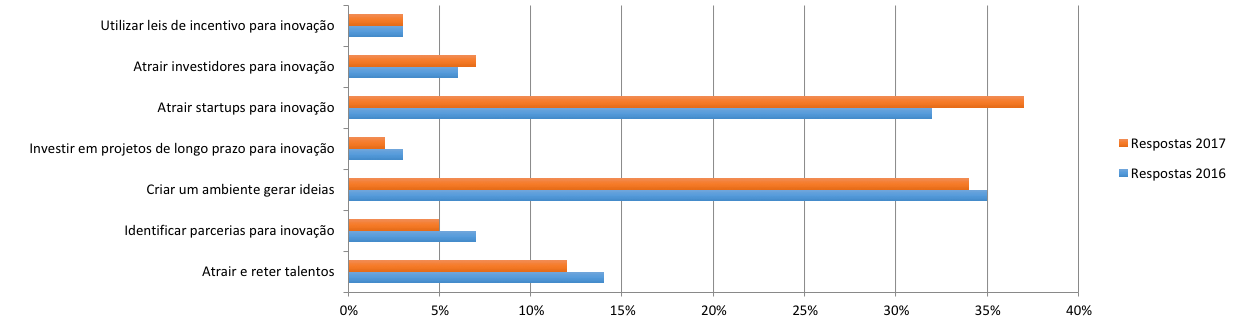 Utilizar leis de incentivo para inovação
Atrair investidores para inovação
Atrair startups para inovação
Investir em projetos de longo prazo para inovação
Criar um ambiente gerar ideias
Identificar parcerias para inovação
Atrair e reter talentos
0% 5% 10% 15% 20% 25% 30% 35% 40%
Respostas 2017
Respostas 2016